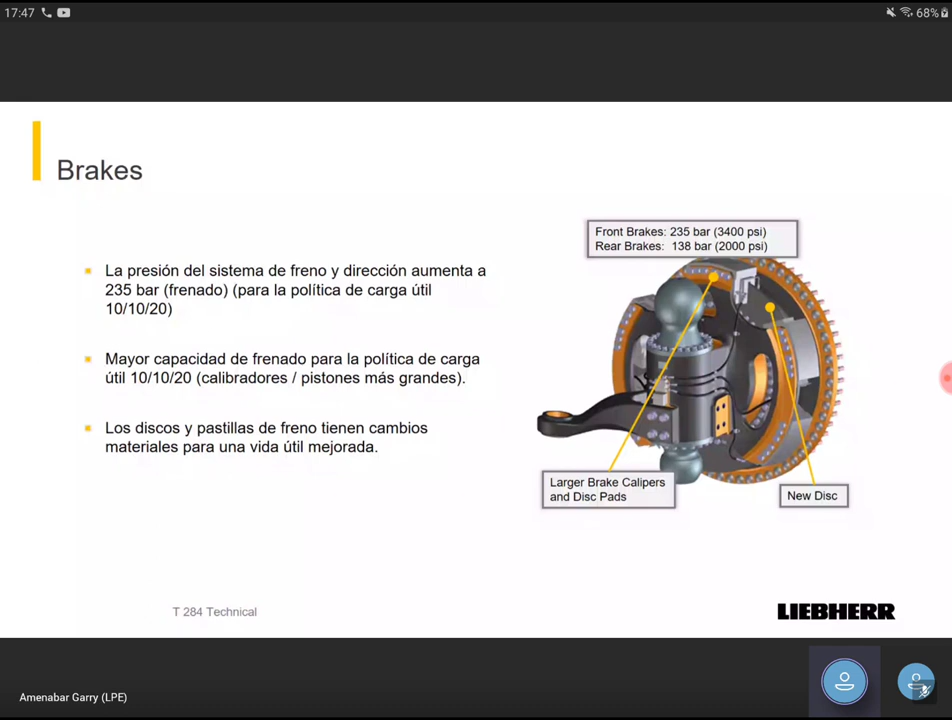 17:47
68%
Brakes
Front Brakes: 235 bar (3400 psi)
Rear Brakes: 138 bar (2000 psi)
La presión del sistema de freno y dirección aumenta a
235 bar (frenado) (para la política de carga útil
10/10/20)
Mayor capacidad de frenado para la política de carga
útil 10/10/20 (calibradores / pistones más grandes).
Los discos y pastillas de freno tienen cambios
materiales para una vida útil mejorada.
Larger Brake Calipers
and Disc Pads
New Disc
T 284 Technical
LIEBHERR
Amenabar Garry (LPE)